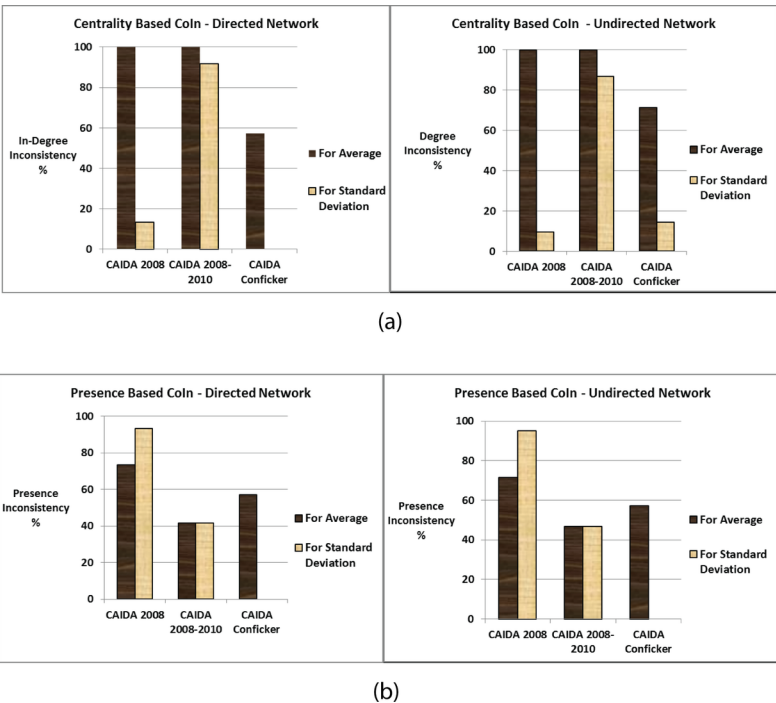 Centrality Based CoIn - Directed Network
100
80
60
40
20
0
In-Degree
Inconsistency
%
CAIDA 2008
CAIDA 2008-
2010
CAIDA
Conficker
For Average
For Standard
Deviation
Centrality Based CoIn - Undirected Network
100
80
60
40
20
0
Degree
Inconsistency
%
CAIDA 2008
CAIDA
2008-2010
CAIDA
Conficker
For Average
For Standard
Deviation
(a)
Presence Based CoIn - Directed Network
100
80
60
40
20
0
Presence
Inconsistency
%
CAIDA 2008
CAIDA
2008-2010
CAIDA
Conficker
For Average
For Standard
Deviation
Presence Based CoIn - Undirected Network
100
80
60
40
20
0
Presence
Inconsistency
%
CAIDA 2008
CAIDA 2008-
2010
CAIDA
Conficker
For Average
For Standard
Deviation
(b)